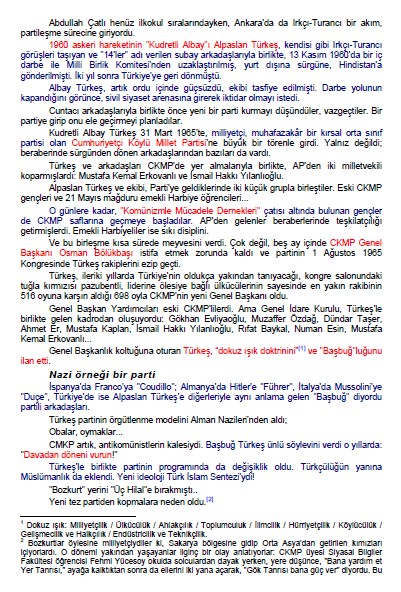 Abdullah Çatlı henüz ilkokul sıralarındayken, Ankara'da da Irkçı-Turancı bir akım,
partileşme sürecine giriyordu.
1960 askeri hareketinin "Kudretli Albay"ı Alpaslan Türkeş, kendisi gibi Irkçı-Turancı
görüşleri taşıyan ve "14'ler" adı verilen subay arkadaşlarıyla birlikte, 13 Kasım 1960'da bir iç
darbe ile Milli Birlik Komitesi'nden uzaklaştırılmış, yurt dışına sürgüne, Hindistan'a
gönderilmişti. İki yıl sonra Türkiye'ye geri dönmüştü.
Albay Türkeş, artık ordu içinde güçsüzdü, ekibi tasfiye edilmişti. Darbe yolunun
kapandığını görünce, sivil siyaset arenasına girerek iktidar olmayı istedi.
Cuntacı arkadaşlarıyla birlikte önce yeni bir parti kurmayı düşündüler, vazgeçtiler. Bir
partiye girip onu ele geçirmeyi planladılar.
Kudretli Albay Türkeş 31 Mart 1965'te, milliyetçi, muhafazakâr bir kırsal orta sınıf
partisi olan Cumhuriyetçi Köylü Millet Partisi'ne büyük bir törenle girdi. Yalnız değildi;
beraberinde sürgünden dönen arkadaşlarından bazıları da vardı.
Türkeş ve arkadaşları CKMP'de yer almalarıyla birlikte, AP'den iki milletvekili
koparmışlardı: Mustafa Kemal Erkovanlı ve İsmail Hakkı Yılanlıoğlu.
Alpaslan Türkeş ve ekibi, Parti'ye geldiklerinde iki küçük grupla birleştiler. Eski CKMP
gençleri ve 21 Mayıs mağduru emekli Harbiye öğrencileri...
O günlere kadar, "Komünizmle Mücadele Dernekleri" çatısı altında bulunan gençler
de CKMP saflarına geçmeye başladılar. AP'den gelenler beraberlerinde teşkilatçılığı
getirmişlerdi. Emekli Harbiyeliler ise sıkı disiplini.
Ve bu birleşme kısa sürede meyvesini verdi. Çok değil, beş ay içinde CKMP Genel
Başkanı Osman Bölükbaşı istifa etmek zorunda kaldı ve partinin 1 Ağustos 1965
Kongresinde Türkeş rakiplerini ezip geçti.
Türkeş, ileriki yıllarda Türkiye'nin oldukça yakından tanıyacağı, kongre salonundaki
tuğla kırmızısı pazubentli, liderine ölesiye bağlı ülkücülerinin sayesinde en yakın rakibinin
516 oyuna karşın aldığı 698 oyla CKMP'nin yeni Genel Başkanı oldu.
Genel Başkan Yardımcıları eski CKMP'lilerdi. Ama Genel İdare Kurulu, Türkeş'le
birlikte gelen kadrodan oluşuyordu: Gökhan Evliyaoğlu, Muzaffer Özdağ, Dündar Taşer,
Ahmet Er, Mustafa Kaplan, İsmail Hakkı Yılanlıoğlu, Rıfat Baykal, Numan Esin, Mustafa
Kemal Erkovanlı...
Genel Başkanlık koltuğuna oturan Türkeş, "dokuz ışık doktrinini"[1] ve "Başbuğ"luğunu
ilan etti.
Nazi örneği bir parti
İspanya'da Franco'ya "Coudillo"; Almanya'da Hitler'e "Führer", İtalya'da Mussolini'ye
"Duçe", Türkiye'de ise Alpaslan Türkeş'e diğerleriyle aynı anlama gelen "Başbuğ" diyordu
partili arkadaşları.
Türkeş partinin örgütlenme modelini Alman Nazileri'nden aldı;
Obalar, oymaklar...
CMKP artık, antikomünistlerin kalesiydi. Başbuğ Türkeş ünlü söylevini verdi o yıllarda:
"Davadan döneni vurun!"
Türkeş'le birlikte partinin programında da değişiklik oldu. Türkçülüğün yanına
Müslümanlık da eklendi. Yeni ideoloji Türk İslam Sentezi'ydi!
"Bozkurt" yerini "Üç Hilal"e bırakmıştı..
Yeni tez partiden kopmalara neden oldu.[2]
1 Dokuz ışık: Milliyetçilik / Ülkücülük / Ahlakçılık / Toplumculuk / İlimcilik / Hürriyetçilik / Köylücülük /
Gelişmecilik ve Halkçılık / Endüstricilik ve Teknikçilik.
2 Bozkurtlar öylesine milliyetçiydiler ki, Sakarya bölgesine gidip Orta Asya'dan getirilen kımızları
içiyorlardı. O dönemi yakından yaşayanlar ilginç bir olay anlatıyorlar: CKMP üyesi Siyasal Bilgiler
Fakültesi öğrencisi Fehmi Yücesoy okulda solculardan dayak yerken, yere düşünce, "Bana yardım et
Yer Tanrısı," ayağa kalktıktan sonra da ellerini iki yana açarak, "Gök Tanrısı bana güç ver" diyordu. Bu